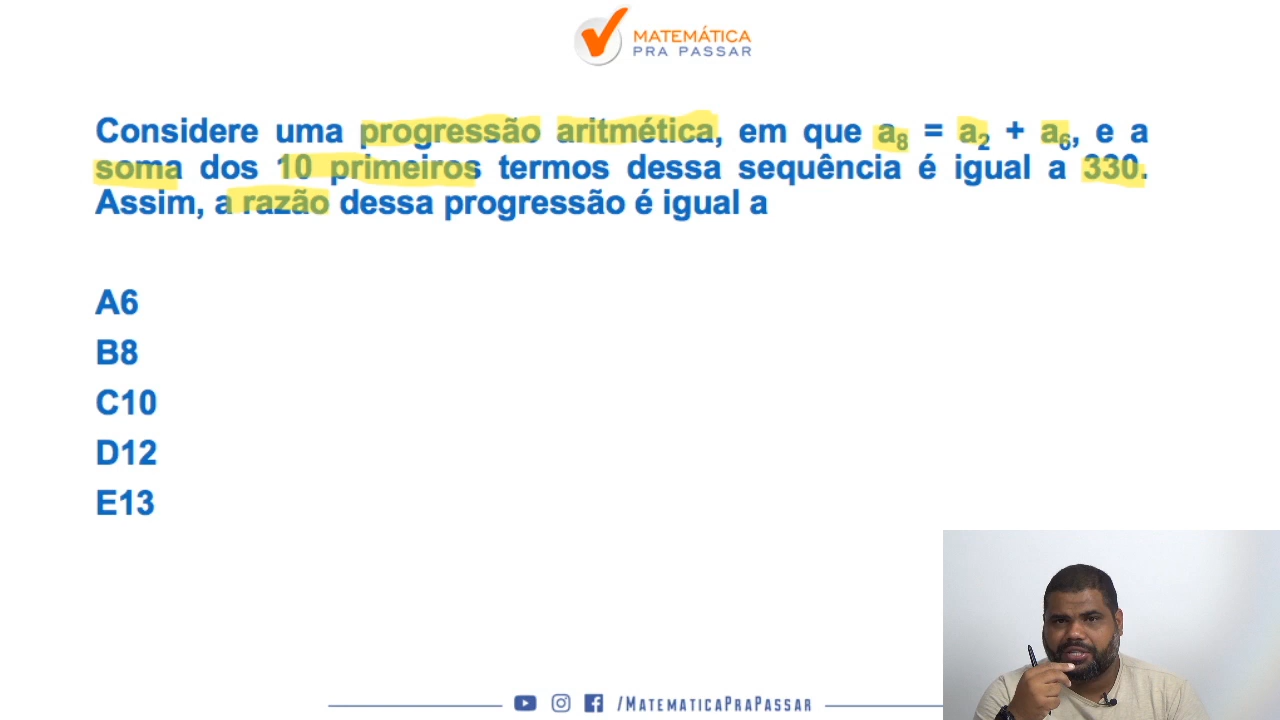 MATEMÁTICA
PRA PASSAR
Considere uma progressão aritmética, em que a₈ = a₂ + a₆, e a
soma dos 10 primeiros termos dessa sequência é igual a 330.
Assim, a razão dessa progressão é igual a
A6
B8
C10
D12
E13
/MATEMATICAPRAPASSAR